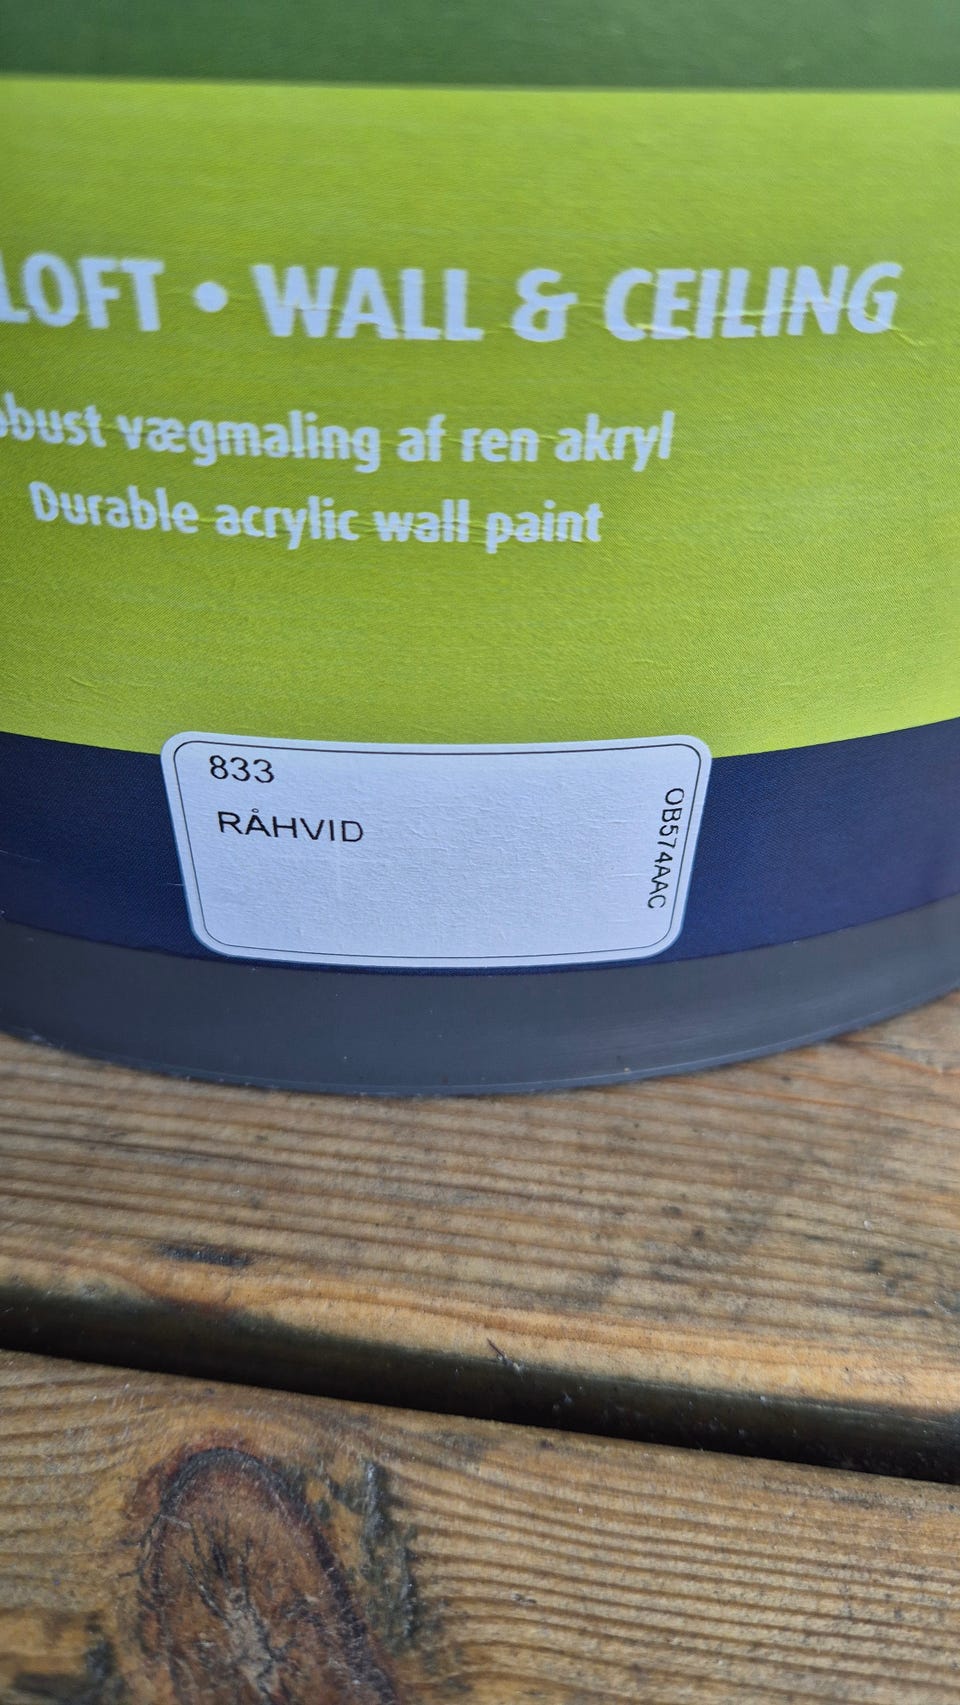 LOFT • WALL & CEILING
obust vægmaling af ren akryl
Durable acrylic wall paint
833
RÅHVID
OB574AAC